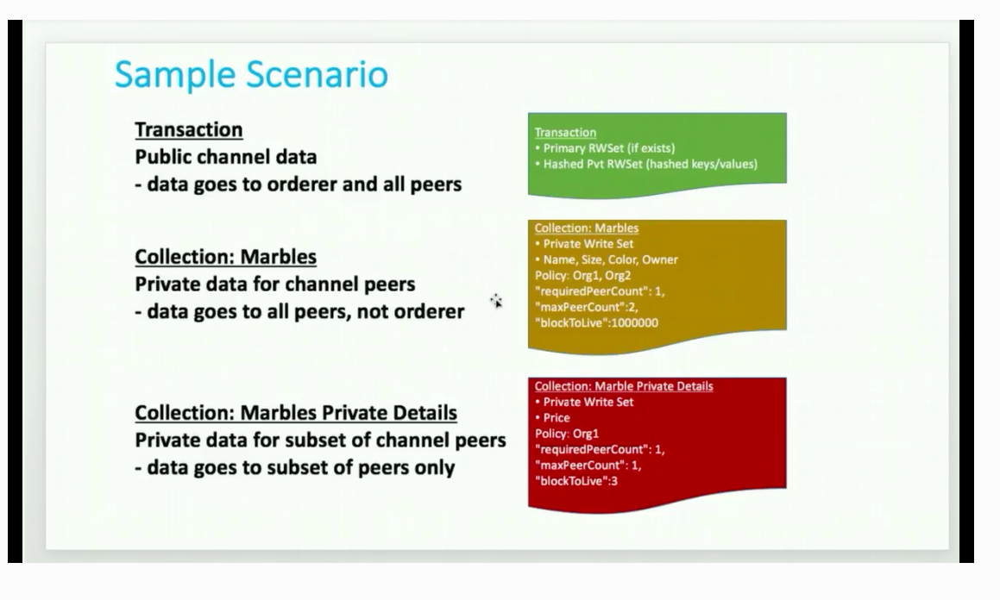 Sample Scenario
Transaction
Public channel data
- data goes to orderer and all peers
Transaction
• Primary RWSet (if exists)
• Hashed Pvt RWSet (hashed keys/values)
Collection: Marbles
Private data for channel peers
- data goes to all peers, not orderer
Collection: Marbles
• Private Write Set
• Name, Size, Color, Owner
Policy: Org1, Org2
"requiredPeerCount": 1,
"maxPeerCount":2,
"blockToLive":1000000
Collection: Marbles Private Details
Private data for subset of channel peers
- data goes to subset of peers only
Collection: Marble Private Details
• Private Write Set
• Price
Policy: Org1
"requiredPeerCount": 1,
"maxPeerCount": 1,
"blockToLive":3